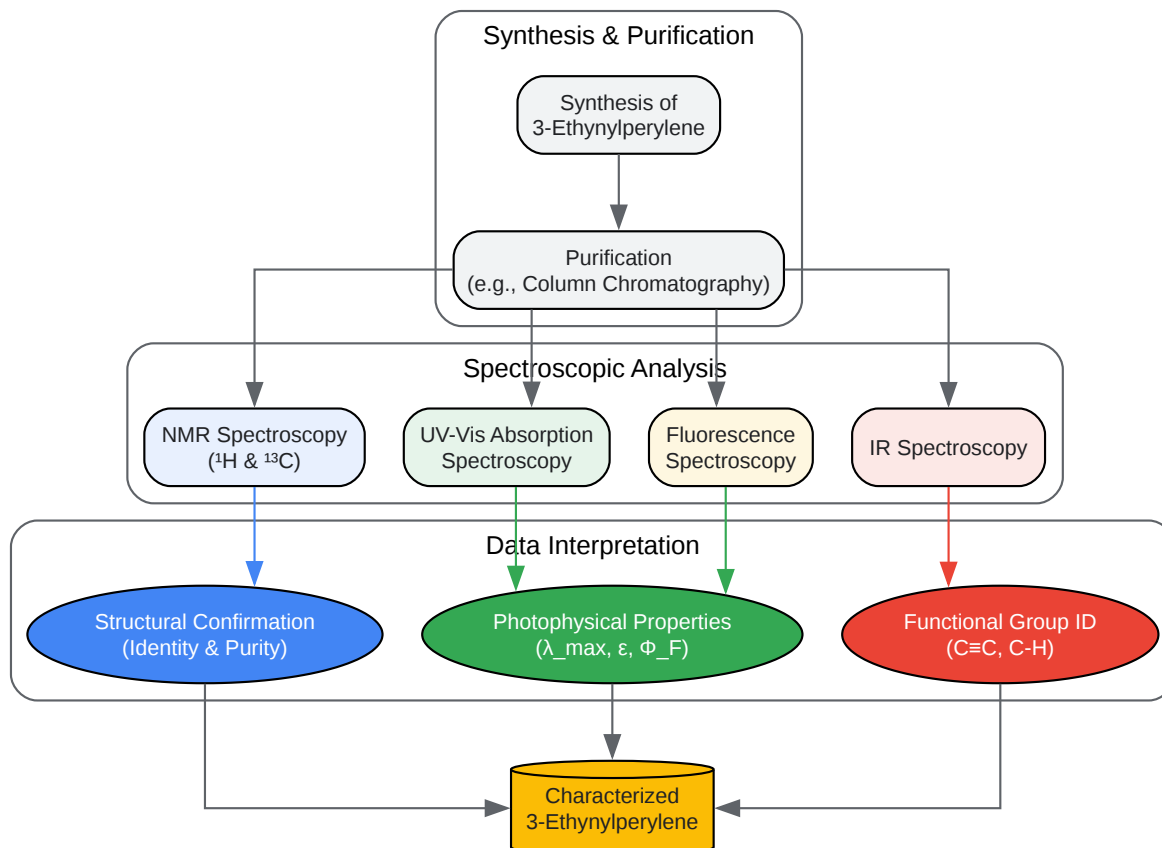 Synthesis & Purification
Synthesis of
3-Ethynylperylene
Purification
(e.g., Column Chromatography)
Spectroscopic Analysis
NMR Spectroscopy
(¹H & ¹³C)
UV-Vis Absorption
Spectroscopy
Fluorescence
Spectroscopy
IR Spectroscopy
Data Interpretation
Structural Confirmation
(Identity & Purity)
Photophysical Properties
(λ_max, ε, Φ_F)
Functional Group ID
(C≡C, C-H)
Characterized
3-Ethynylperylene